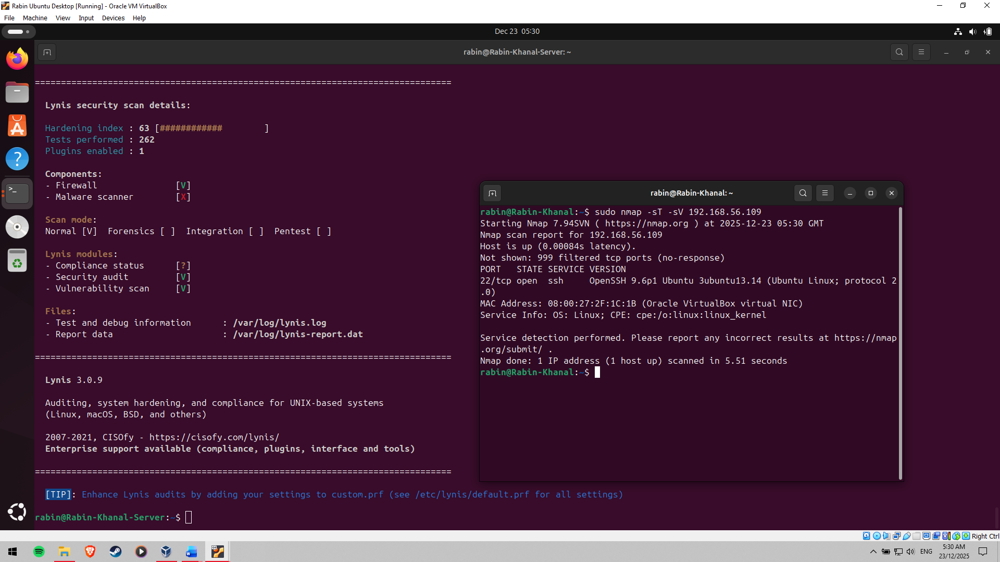 Rabin Ubuntu Desktop [Running] - Oracle VM VirtualBox
File Machine View Input Devices Help
Dec 23 05:30
rabin@Rabin-Khanal-Server: ~
================================================================================
Lynis security scan details:
Hardening index : 63 [############        ]
Tests performed : 262
Plugins enabled : 1
Components:
- Firewall [V]
- Malware scanner [X]
Scan mode:
Normal [V] Forensics [ ] Integration [ ] Pentest [ ]
Lynis modules:
- Compliance status [?]
- Security audit [V]
- Vulnerability scan [V]
Files:
- Test and debug information : /var/log/lynis.log
- Report data : /var/log/lynis-report.dat
================================================================================
Lynis 3.0.9
Auditing, system hardening, and compliance for UNIX-based systems
(Linux, macOS, BSD, and others)
2007-2021, CISOfy - https://cisofy.com/lynis/
Enterprise support available (compliance, plugins, interface and tools)
================================================================================
[TIP]: Enhance Lynis audits by adding your settings to custom.prf (see /etc/lynis/default.prf for all settings)
rabin@Rabin-Khanal-Server:~$
rabin@Rabin-Khanal: ~
rabin@Rabin-Khanal:~$ sudo nmap -sT -sV 192.168.56.109
Starting Nmap 7.94SVN ( https://nmap.org ) at 2025-12-23 05:30 GMT
Nmap scan report for 192.168.56.109
Host is up (0.00084s latency).
Not shown: 999 filtered tcp ports (no-response)
PORT STATE SERVICE VERSION
22/tcp open ssh OpenSSH 9.6p1 Ubuntu 3ubuntu13.14 (Ubuntu Linux; protocol 2
.0)
MAC Address: 08:00:27:2F:1C:1B (Oracle VirtualBox virtual NIC)
Service Info: OS: Linux; CPE: cpe:/o:linux:linux_kernel
Service detection performed. Please report any incorrect results at https://nmap
.org/submit/ .
Nmap done: 1 IP address (1 host up) scanned in 5.51 seconds
rabin@Rabin-Khanal:~$
Right Ctrl
ENG
5:30 AM
23/12/2025